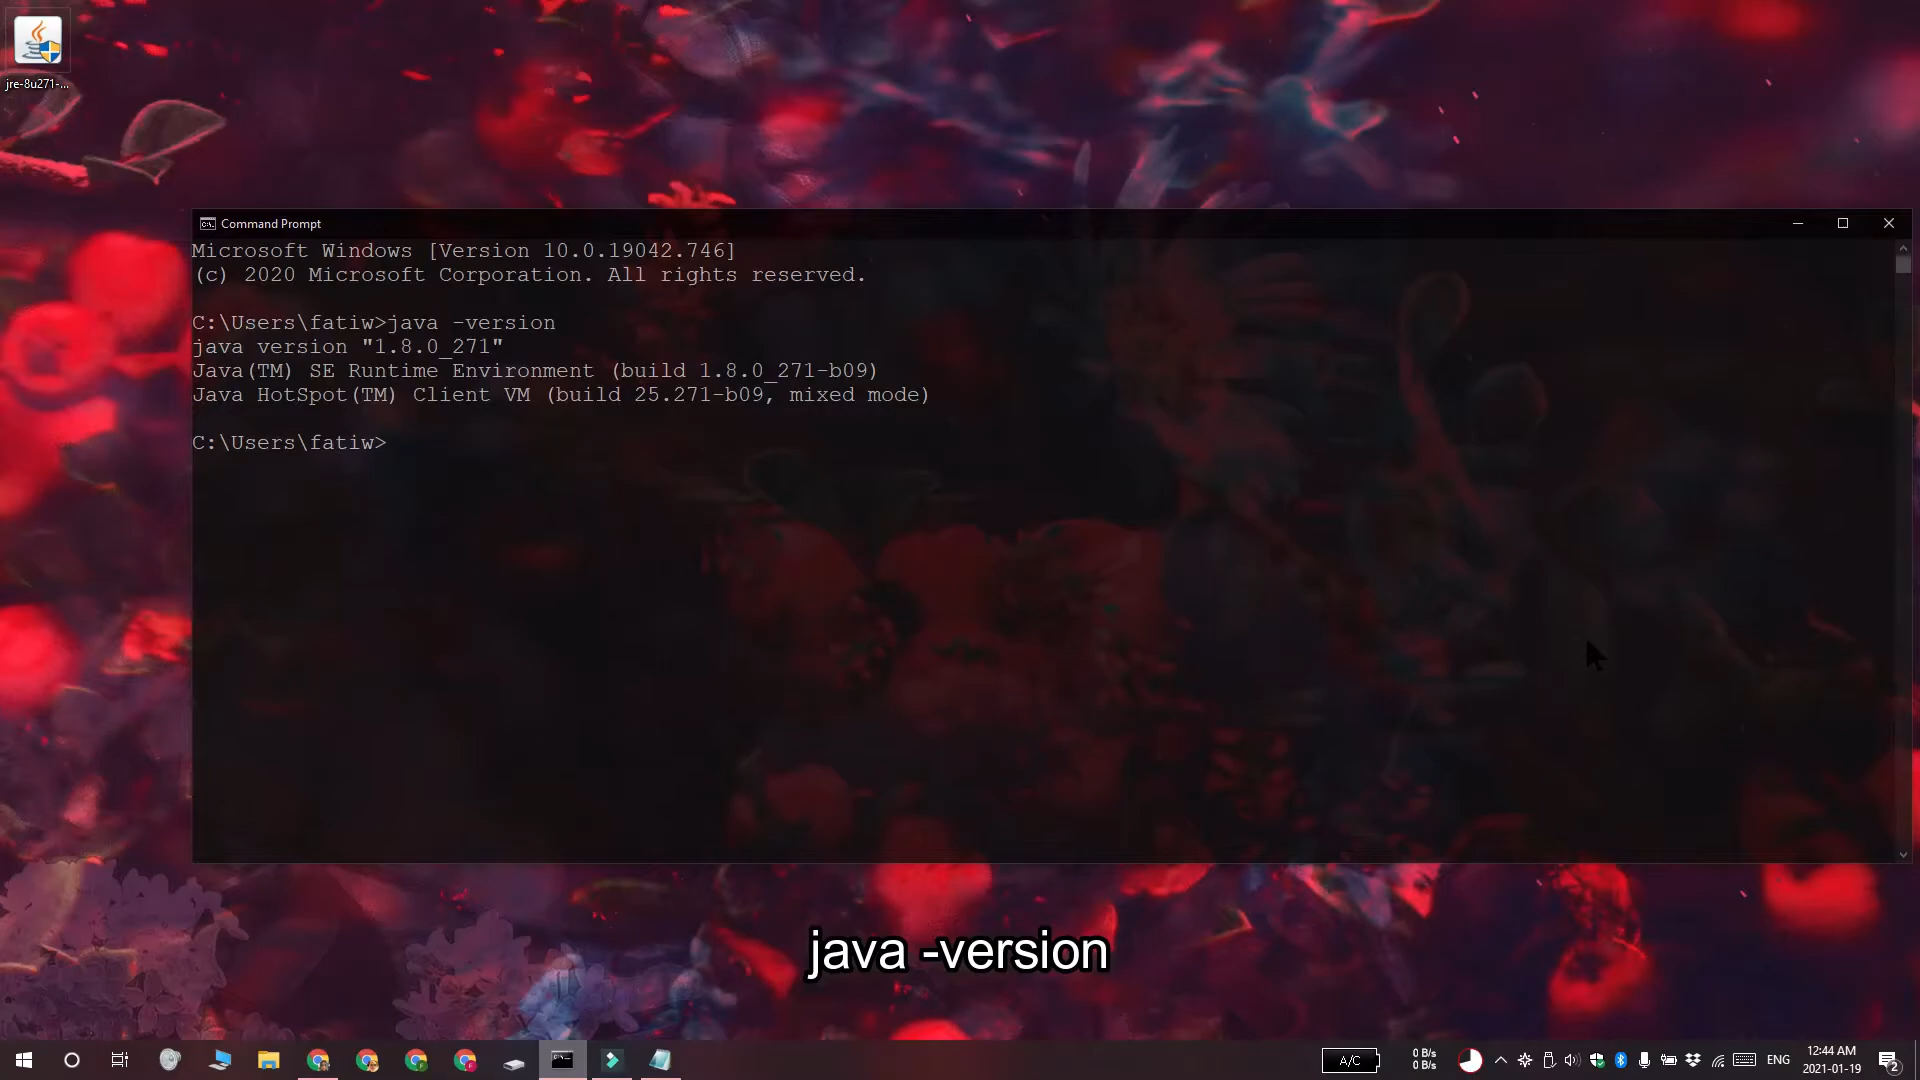 jre-8u271-...
Command Prompt
Microsoft Windows [Version 10.0.19042.746]
(c) 2020 Microsoft Corporation. All rights reserved.
C:\Users\fatiw>java -version
java version "1.8.0_271"
Java(TM) SE Runtime Environment (build 1.8.0_271-b09)
Java HotSpot(TM) Client VM (build 25.271-b09, mixed mode)
C:\Users\fatiw>
java -version
A/C
0 B/s
0 B/s
ENG
12:44 AM
2021-01-19
2